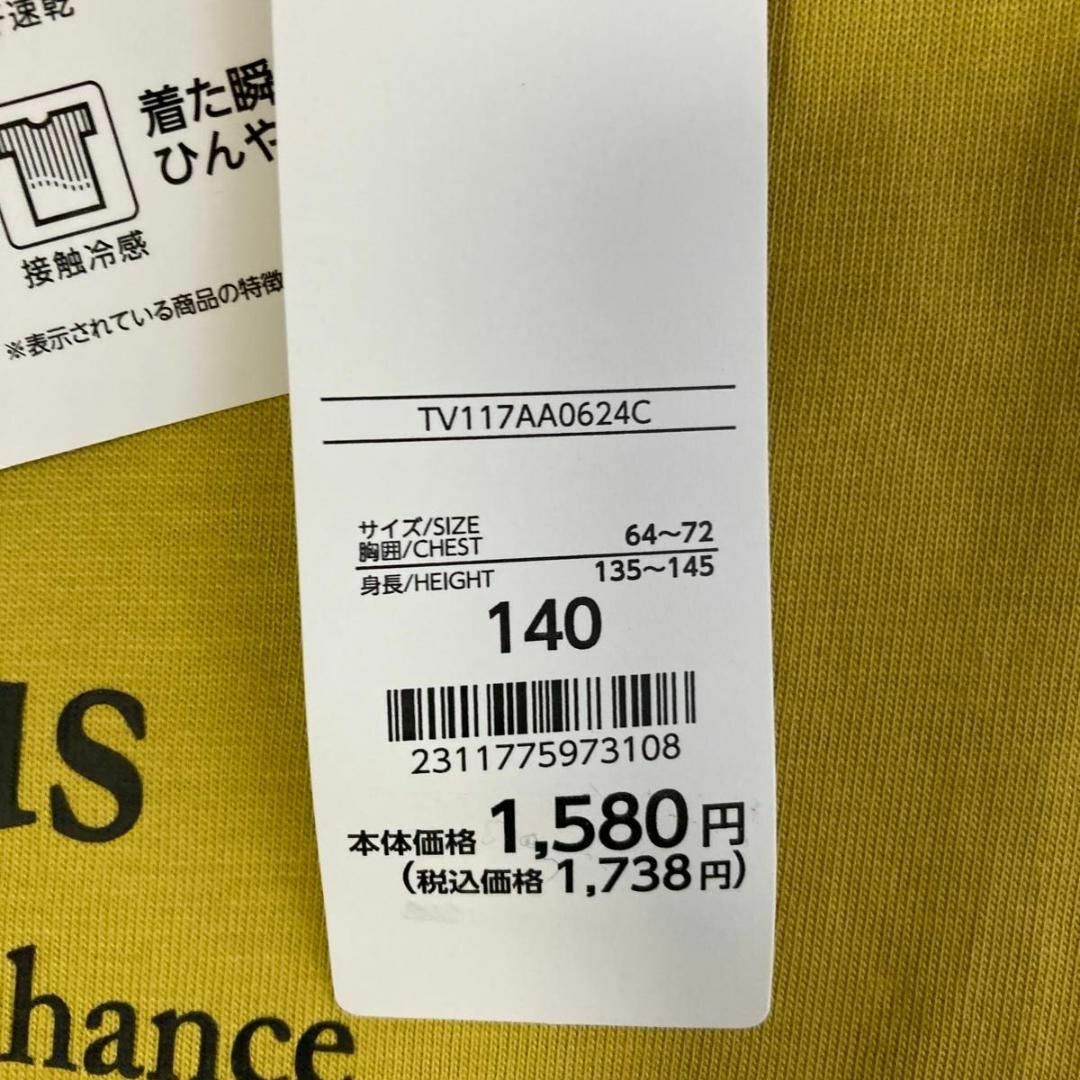 速乾
着た瞬
ひんや
接触冷感
※表示されている商品の特徴
TV117AA0624C
サイズ/SIZE
胸囲/CHEST 64~72
身長/HEIGHT 135~145
140
2311775973108
本体価格 1,580円
(税込価格 1,738円)
us
hance